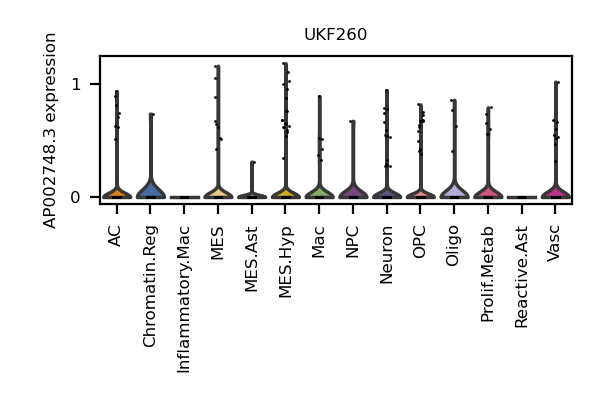 UKF260
AP002748.3 expression
1
0
AC
Chromatin.Reg
Inflammatory.Mac
MES
MES.Ast
MES.Hyp
Mac
NPC
Neuron
OPC
Oligo
Prolif.Metab
Reactive.Ast
Vasc